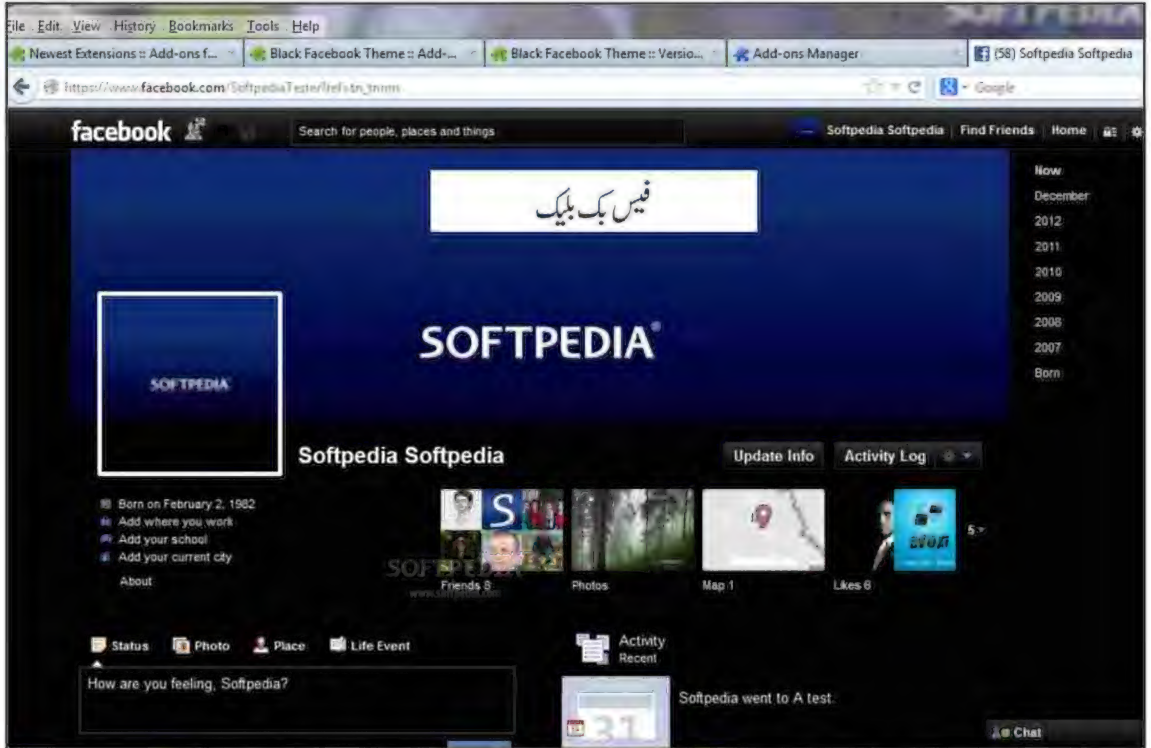 File Edit View History Bookmarks Tools Help
SOFTPEDIA
Newest Extensions :: Add-ons f...
Black Facebook Theme :: Add-...
Black Facebook Theme :: Versio...
Add-ons Manager
(58) Softpedia Softpedia
Google
facebook
Search for people, places and things
Softpedia Softpedia Find Friends Home
فیس بک بلیک
Now
December
2012
2011
2010
2009
2008
2007
Born
SOFTPEDIA®
SOFTPEDIA
Softpedia Softpedia
Update Info
Activity Log
Born on February 2, 1982
Add where you work
Add your school
Add your current city
About
S
5
SOFTPEDIA
www.softpedia.com
Friends 8
Photos
Map 1
Likes 6
Status Photo Place Life Event
Activity
Recent
How are you feeling, Softpedia?
Softpedia went to A test.
31
Chat